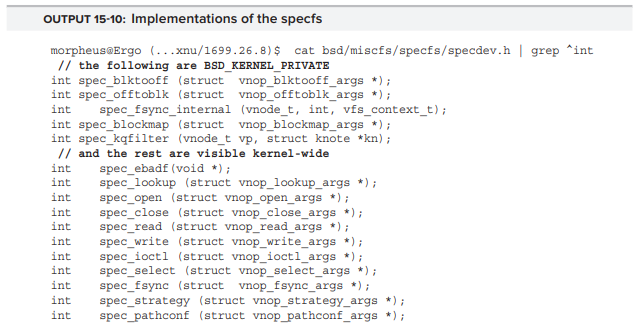 OUTPUT 15-10: Implementations of the specfs
morpheus@Ergo (...xnu/1699.26.8)$ cat bsd/miscfs/specfs/specdev.h | grep ^int
// the following are BSD_KERNEL_PRIVATE
int spec_blktooff (struct vnop_blktooff_args *);
int spec_offtoblk (struct vnop_offtoblk_args *);
int spec_fsync_internal (vnode_t, int, vfs_context_t);
int spec_blockmap (struct vnop_blockmap_args *);
int spec_kqfilter (vnode_t vp, struct knote *kn);
// and the rest are visible kernel-wide
int spec_ebadf(void *);
int spec_lookup (struct vnop_lookup_args *);
int spec_open (struct vnop_open_args *);
int spec_close (struct vnop_close_args *);
int spec_read (struct vnop_read_args *);
int spec_write (struct vnop_write_args *);
int spec_ioctl (struct vnop_ioctl_args *);
int spec_select (struct vnop_select_args *);
int spec_fsync (struct vnop_fsync_args *);
int spec_strategy (struct vnop_strategy_args *);
int spec_pathconf (struct vnop_pathconf_args *);